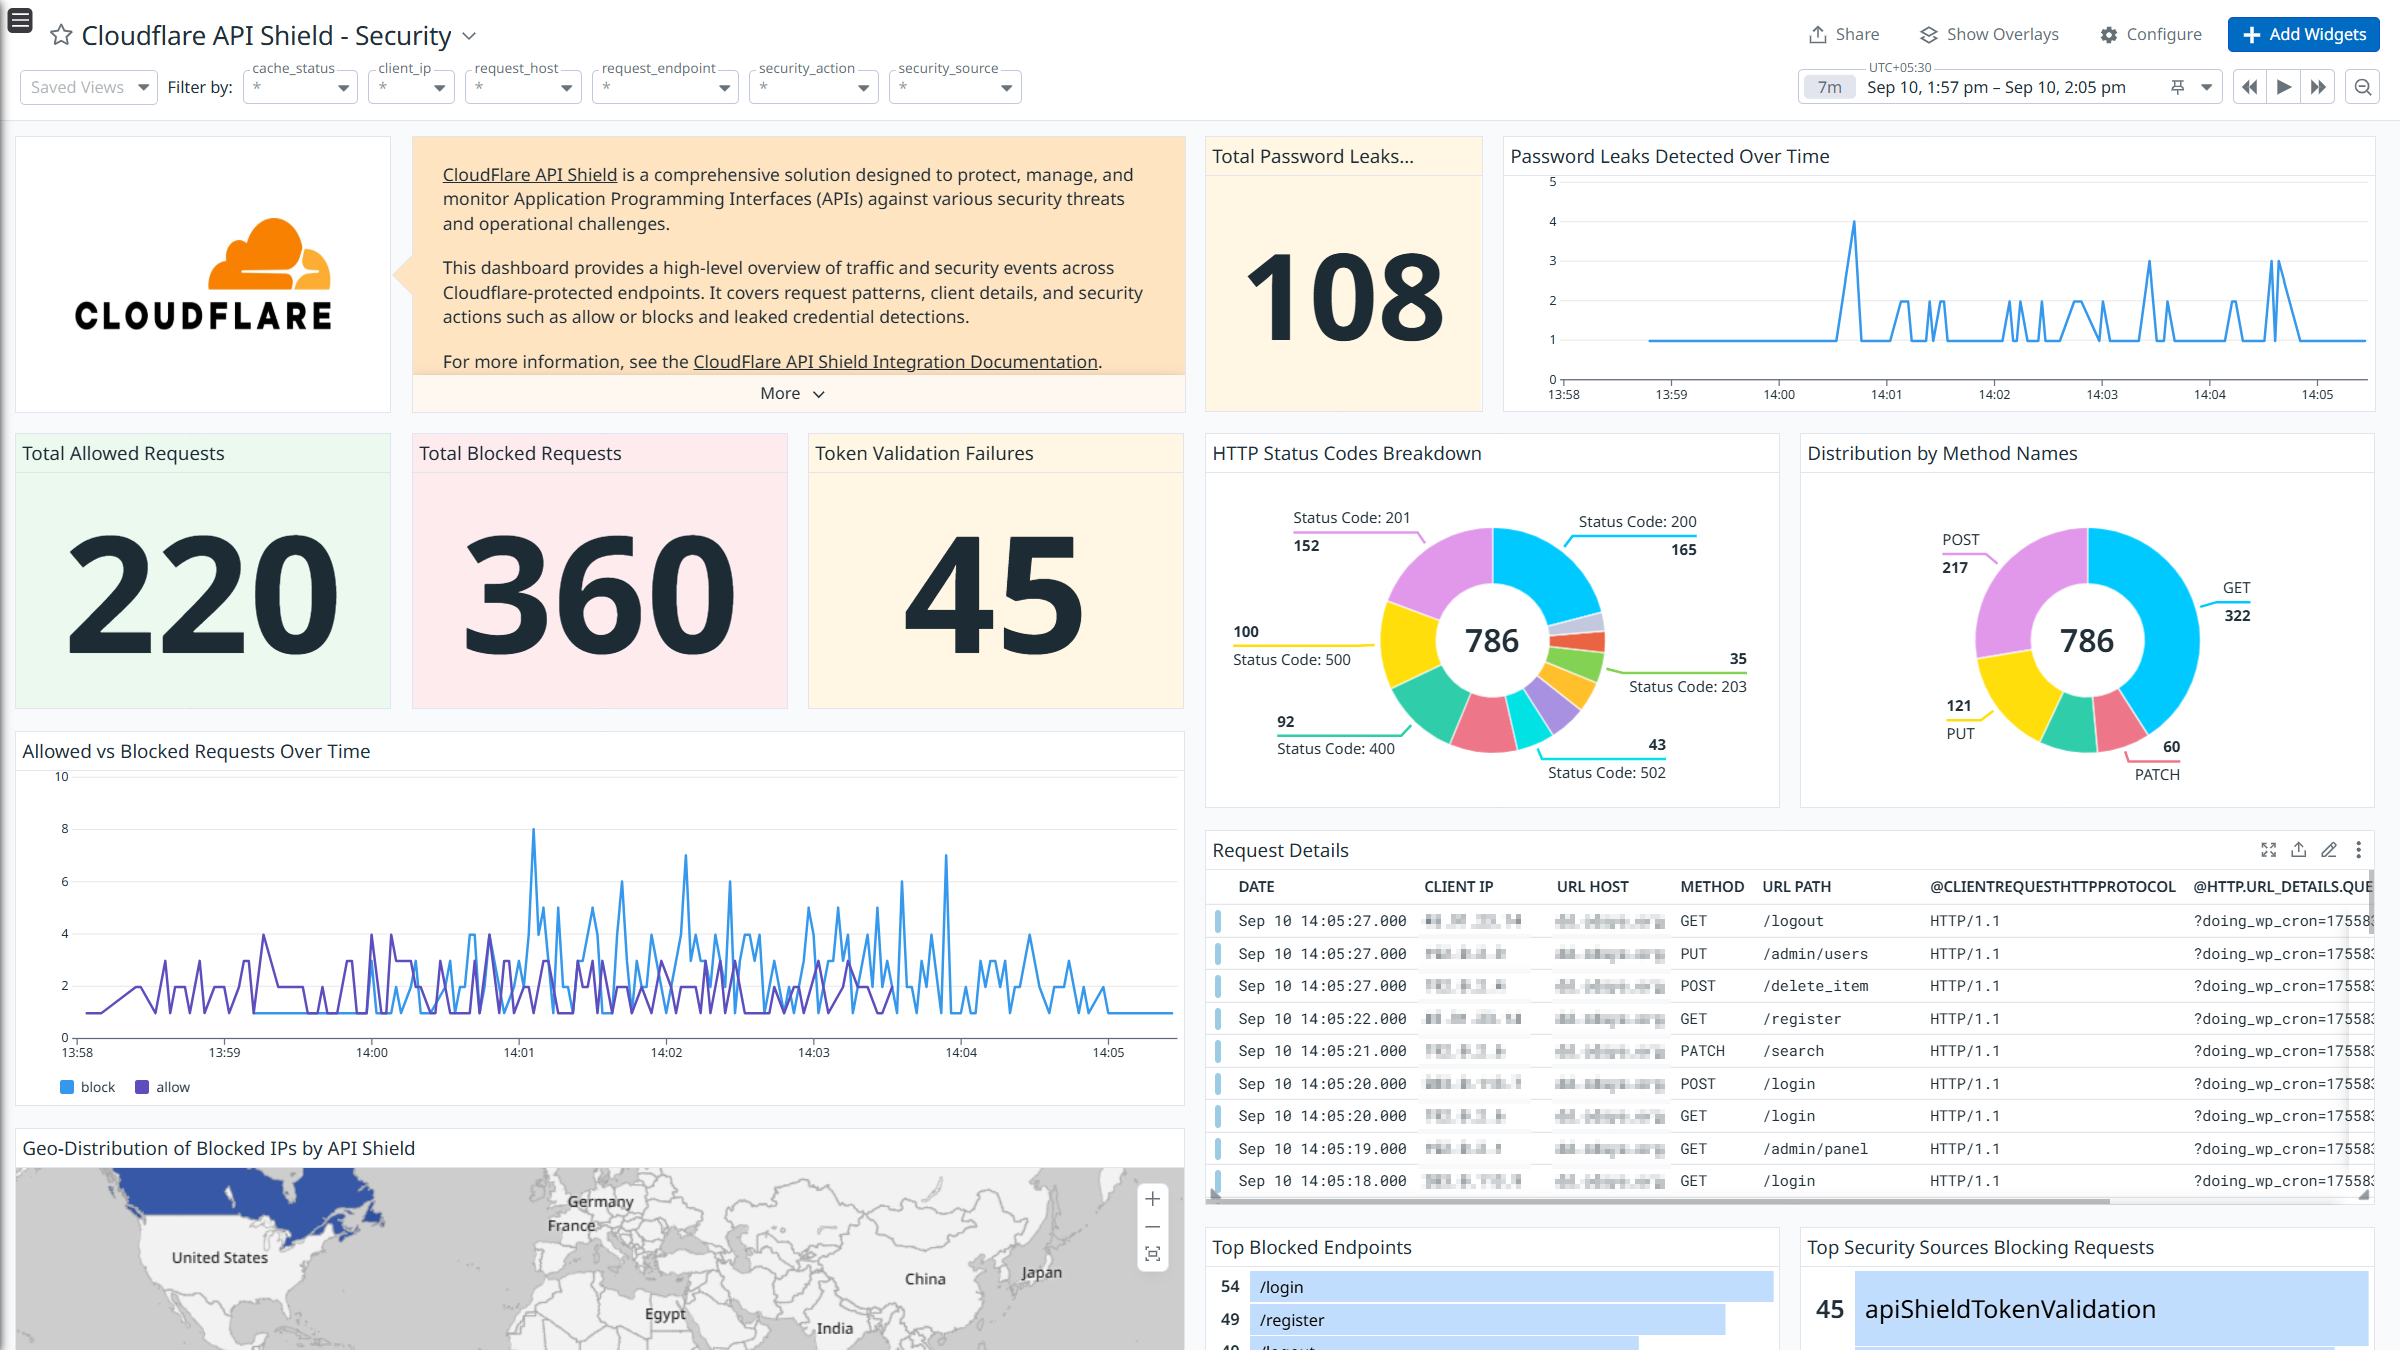 Cloudflare API Shield - Security
Share
Show Overlays
Configure
Add Widgets
Saved Views
Filter by:
cache_status
*
client_ip
*
request_host
*
request_endpoint
*
security_action
*
security_source
*
UTC+05:30
7m
Sep 10, 1:57 pm – Sep 10, 2:05 pm
CLOUDFLARE
CloudFlare API Shield is a comprehensive solution designed to protect, manage, and
monitor Application Programming Interfaces (APIs) against various security threats
and operational challenges.
This dashboard provides a high-level overview of traffic and security events across
Cloudflare-protected endpoints. It covers request patterns, client details, and security
actions such as allow or blocks and leaked credential detections.
For more information, see the CloudFlare API Shield Integration Documentation.
More
Total Password Leaks...
108
Password Leaks Detected Over Time
5
4
3
2
1
0
13:58
13:59
14:00
14:01
14:02
14:03
14:04
14:05
Total Allowed Requests
220
Total Blocked Requests
360
Token Validation Failures
45
HTTP Status Codes Breakdown
Status Code: 201
152
Status Code: 200
165
100
Status Code: 500
786
35
Status Code: 203
92
Status Code: 400
43
Status Code: 502
Distribution by Method Names
POST
217
GET
322
786
121
PUT
60
PATCH
Allowed vs Blocked Requests Over Time
10
8
6
4
2
0
13:58
13:59
14:00
14:01
14:02
14:03
14:04
14:05
block
allow
Request Details
DATE CLIENT IP URL HOST METHOD URL PATH @CLIENTREQUESTHTTPPROTOCOL @HTTP.URL_DETAILS.QUE
Sep 10 14:05:27.000 GET /logout HTTP/1.1 ?doing_wp_cron=17558
Sep 10 14:05:27.000 PUT /admin/users HTTP/1.1 ?doing_wp_cron=17558
Sep 10 14:05:27.000 POST /delete_item HTTP/1.1 ?doing_wp_cron=17558
Sep 10 14:05:22.000 GET /register HTTP/1.1 ?doing_wp_cron=17558
Sep 10 14:05:21.000 PATCH /search HTTP/1.1 ?doing_wp_cron=17558
Sep 10 14:05:20.000 POST /login HTTP/1.1 ?doing_wp_cron=17558
Sep 10 14:05:20.000 GET /login HTTP/1.1 ?doing_wp_cron=17558
Sep 10 14:05:19.000 GET /admin/panel HTTP/1.1 ?doing_wp_cron=17558
Sep 10 14:05:18.000 GET /login HTTP/1.1 ?doing_wp_cron=17558
Geo-Distribution of Blocked IPs by API Shield
Germany
France
United States
China
Japan
Egypt
India
Top Blocked Endpoints
54 /login
49 /register
Top Security Sources Blocking Requests
45 apiShieldTokenValidation